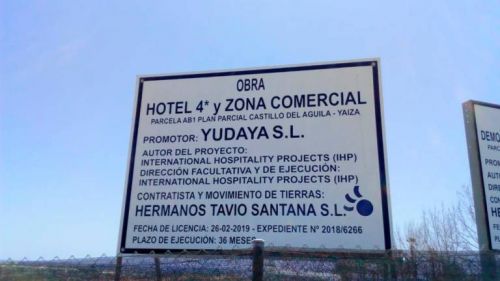 OBRA
HOTEL 4* y ZONA COMERCIAL
PARCELA AB1 PLAN PARCIAL CASTILLO DEL AGUILA - YAIZA
PROMOTOR: YUDAYA S.L.
AUTOR DEL PROYECTO:
INTERNATIONAL HOSPITALITY PROJECTS (IHP)
DIRECCIÓN FACULTATIVA Y DE EJECUCIÓN:
INTERNATIONAL HOSPITALITY PROJECTS (IHP)
CONTRATISTA Y MOVIMIENTO DE TIERRAS:
HERMANOS TAVIO SANTANA S.L.
FECHA DE LICENCIA: 26-02-2019 - EXPEDIENTE Nº 2018/6266
PLAZO DE EJECUCIÓN: 36 MESES